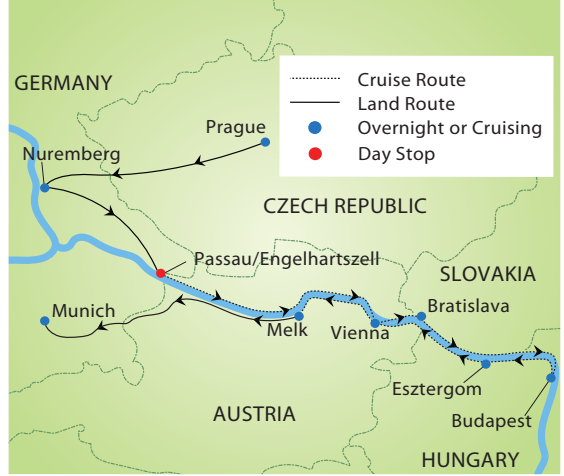 GERMANY
Cruise Route
Land Route
Overnight or Cruising
Day Stop
Prague
Nuremberg
CZECH REPUBLIC
Passau/Engelhartszell
SLOVAKIA
Munich
Bratislava
Melk
Vienna
Esztergom
AUSTRIA
Budapest
HUNGARY